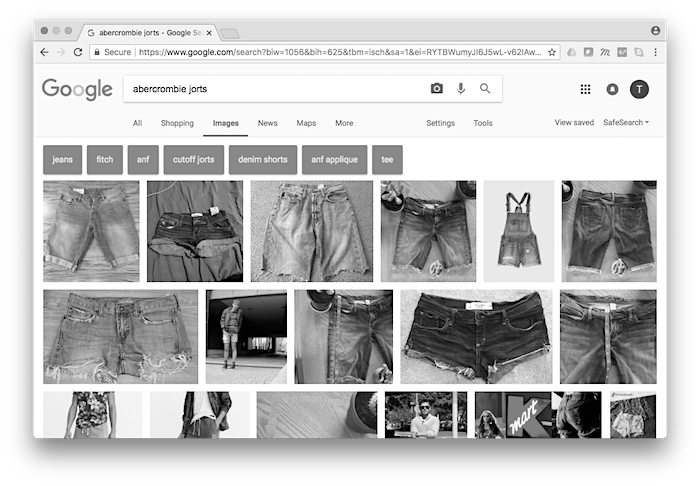 abercrombie jorts - Google Sea
Secure https://www.google.com/search?biw=1056&bih=625&tbm=isch&sa=1&ei=RYTBWumyJI6J5wL-v62IAw...
Google
abercrombie jorts
T
All Shopping Images News Maps More Settings Tools View saved SafeSearch
jeans fitch anf cutoff jorts denim shorts anf applique tee
K mart